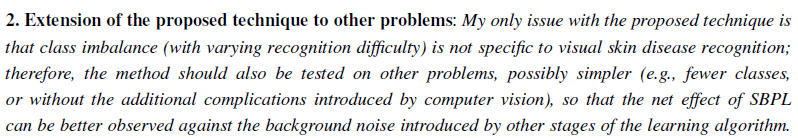 2. Extension of the proposed technique to other problems: My only issue with the proposed technique is
that class imbalance (with varying recognition difficulty) is not specific to visual skin disease recognition;
therefore, the method should also be tested on other problems, possibly simpler (e.g., fewer classes,
or without the additional complications introduced by computer vision), so that the net effect of SBPL
can be better observed against the background noise introduced by other stages of the learning algorithm.